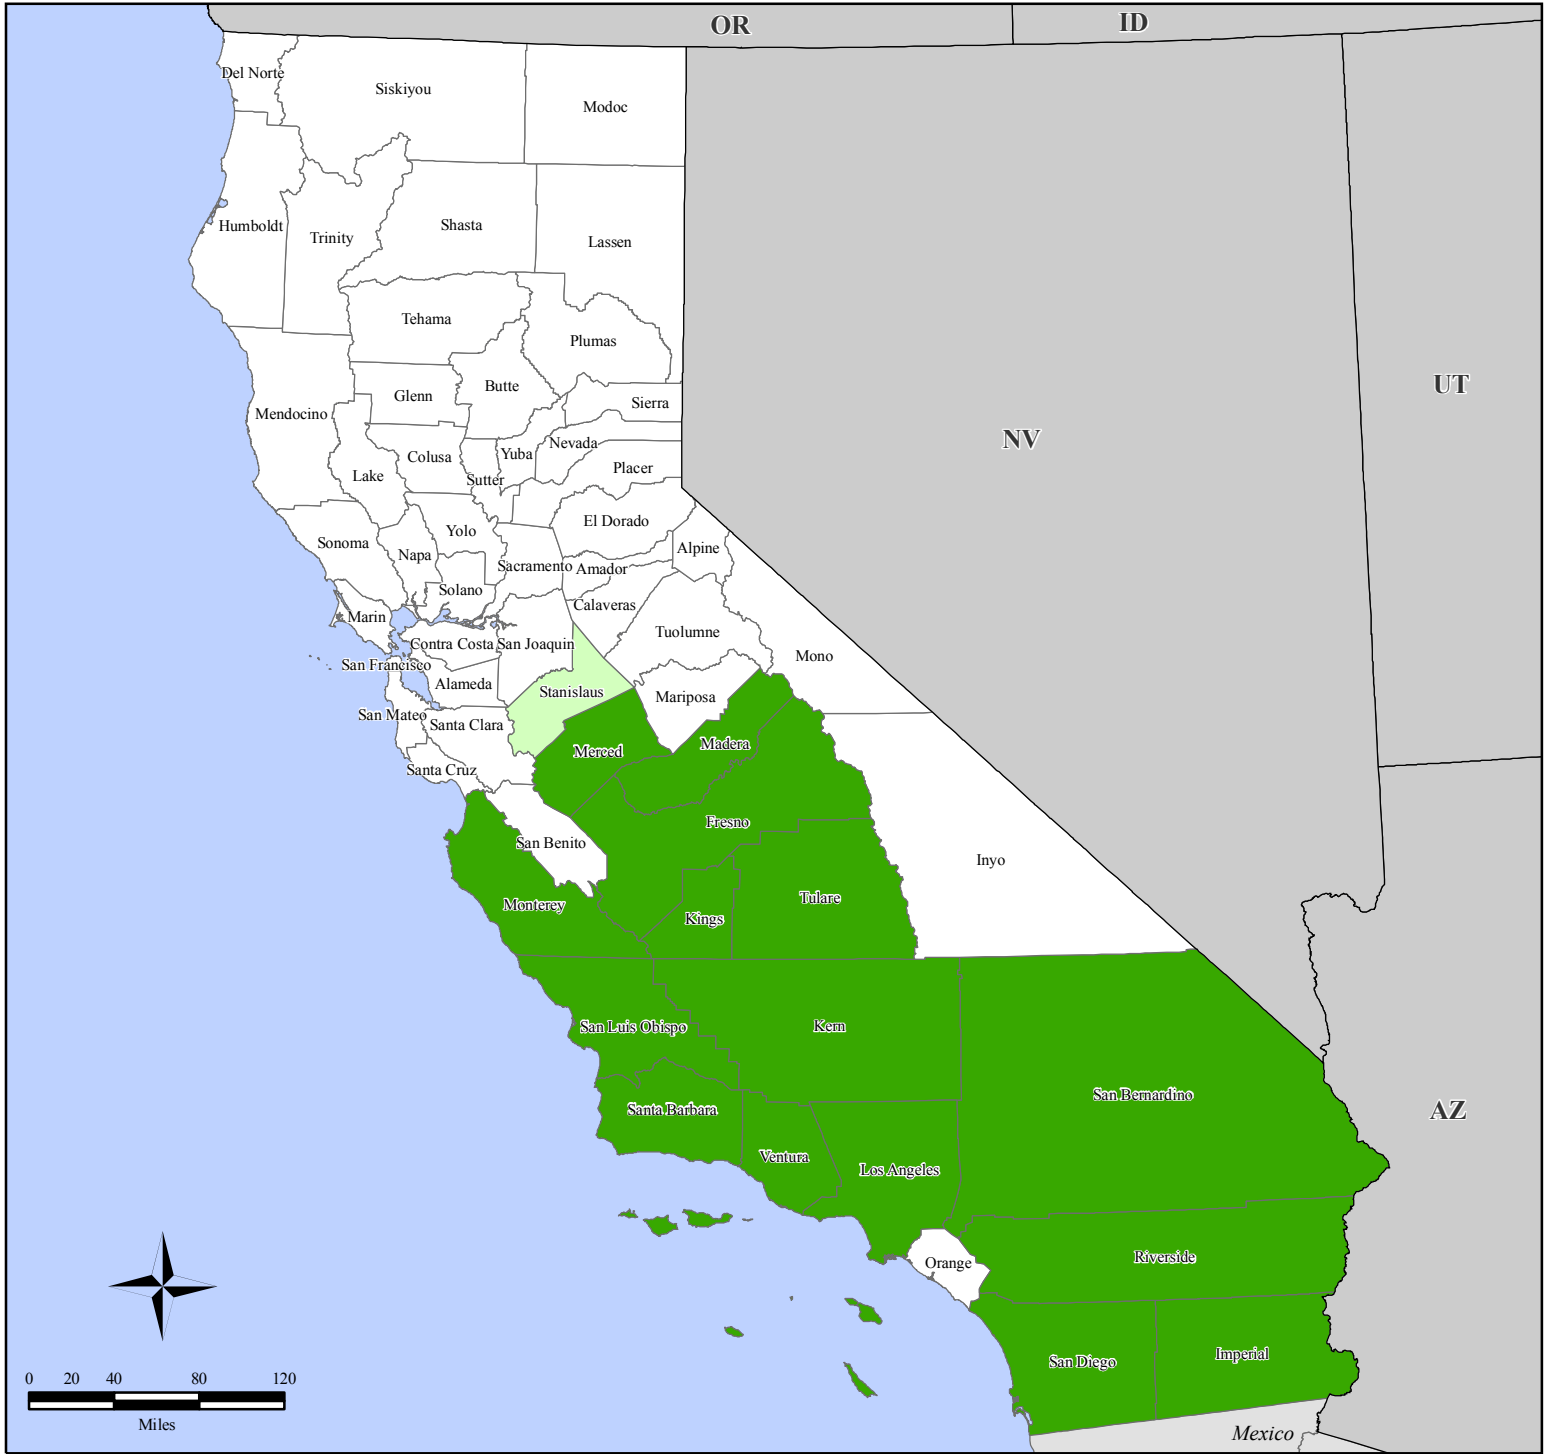 OR
ID
Del Norte
Siskiyou
Modoc
Humboldt
Trinity
Shasta
Lassen
Tehama
Plumas
Butte
Glenn
Sierra
Mendocino
Nevada
Yuba
Colusa
Placer
Lake
Sutter
El Dorado
Yolo
Sonoma
Napa
Alpine
Sacramento
Amador
Solano
Calaveras
Marin
Tuolumne
Contra Costa
San Joaquin
Mono
San Francisco
Alameda
Stanislaus
Mariposa
San Mateo
Santa Clara
Merced
Madera
Santa Cruz
Fresno
San Benito
Inyo
Tulare
Monterey
Kings
San Luis Obispo
Kern
San Bernardino
Santa Barbara
Ventura
Los Angeles
Riverside
Orange
San Diego
Imperial
NV
UT
AZ
Mexico
0 20 40 80 120
Miles